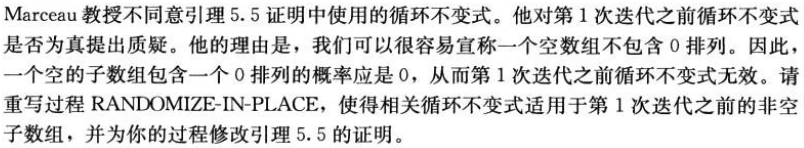 Marceau 教授不同意引理 5.5 证明中使用的循环不变式。他对第 1 次迭代之前循环不变式
是否为真提出质疑。他的理由是，我们可以很容易宣称一个空数组不包含 0 排列。因此，
一个空的子数组包含一个 0 排列的概率应是 0，从而第 1 次迭代之前循环不变式无效。请
重写过程 RANDOMIZE-IN-PLACE，使得相关循环不变式适用于第 1 次迭代之前的非空
子数组，并为你的过程修改引理 5.5 的证明。